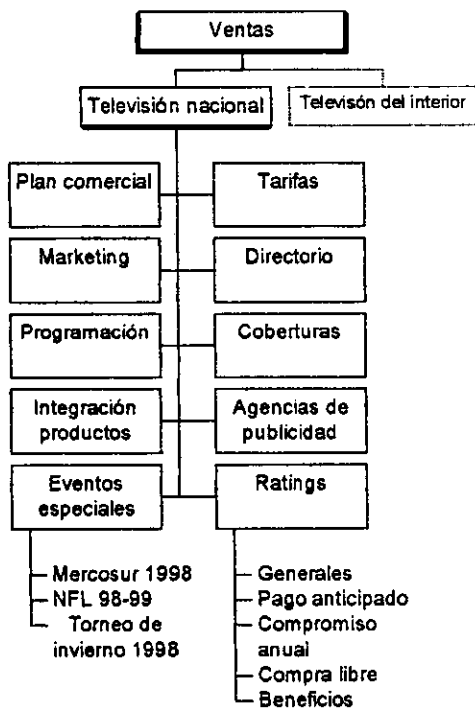 Ventas
Televisión nacional
Televisón del interior
Plan comercial
Tarifas
Marketing
Directorio
Programación
Coberturas
Integración
productos
Agencias de
publicidad
Eventos
especiales
Ratings
Mercosur 1998
NFL 98-99
Torneo de
invierno 1998
Generales
Pago anticipado
Compromiso
anual
Compra libre
Beneficios